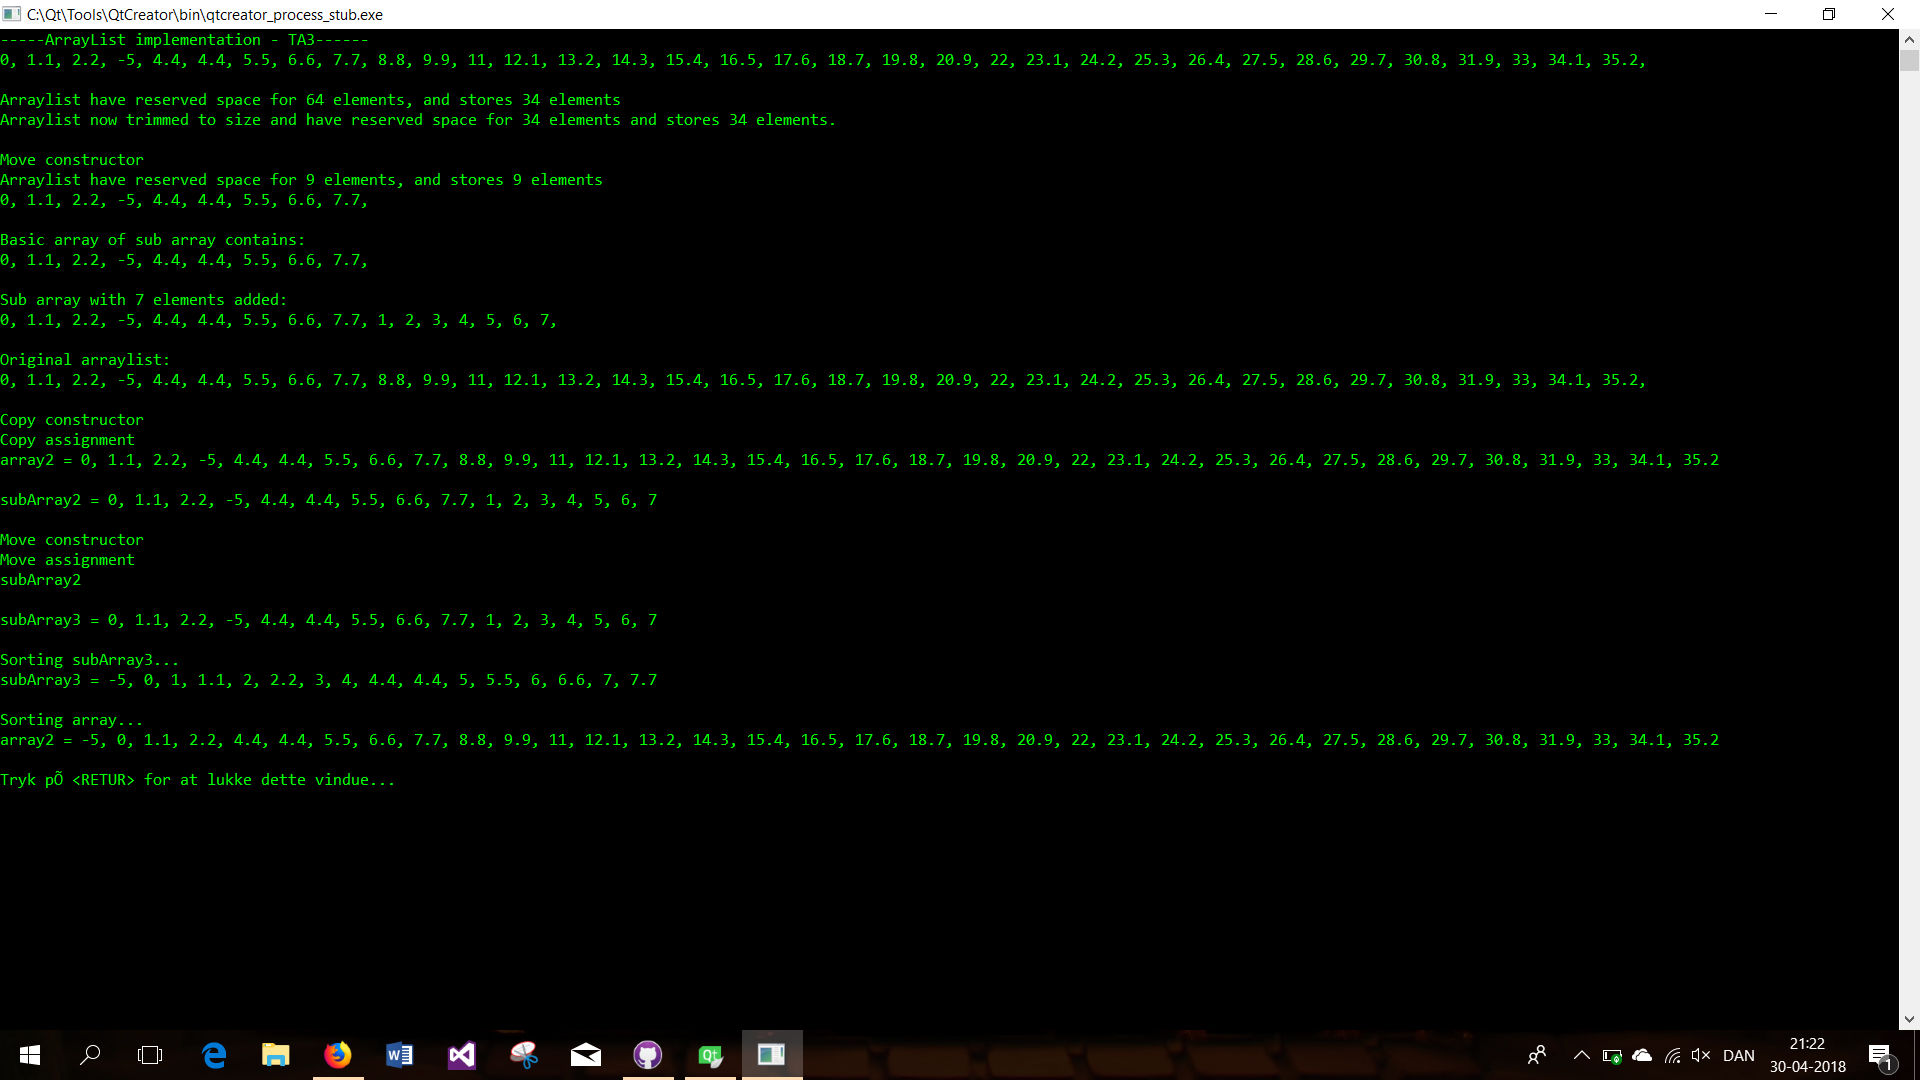 C:\Qt\Tools\QtCreator\bin\qtcreator_process_stub.exe
-----ArrayList implementation - TA3------
0, 1.1, 2.2, -5, 4.4, 4.4, 5.5, 6.6, 7.7, 8.8, 9.9, 11, 12.1, 13.2, 14.3, 15.4, 16.5, 17.6, 18.7, 19.8, 20.9, 22, 23.1, 24.2, 25.3, 26.4, 27.5, 28.6, 29.7, 30.8, 31.9, 33, 34.1, 35.2,
Arraylist have reserved space for 64 elements, and stores 34 elements
Arraylist now trimmed to size and have reserved space for 34 elements and stores 34 elements.
Move constructor
Arraylist have reserved space for 9 elements, and stores 9 elements
0, 1.1, 2.2, -5, 4.4, 4.4, 5.5, 6.6, 7.7,
Basic array of sub array contains:
0, 1.1, 2.2, -5, 4.4, 4.4, 5.5, 6.6, 7.7,
Sub array with 7 elements added:
0, 1.1, 2.2, -5, 4.4, 4.4, 5.5, 6.6, 7.7, 1, 2, 3, 4, 5, 6, 7,
Original arraylist:
0, 1.1, 2.2, -5, 4.4, 4.4, 5.5, 6.6, 7.7, 8.8, 9.9, 11, 12.1, 13.2, 14.3, 15.4, 16.5, 17.6, 18.7, 19.8, 20.9, 22, 23.1, 24.2, 25.3, 26.4, 27.5, 28.6, 29.7, 30.8, 31.9, 33, 34.1, 35.2,
Copy constructor
Copy assignment
array2 = 0, 1.1, 2.2, -5, 4.4, 4.4, 5.5, 6.6, 7.7, 8.8, 9.9, 11, 12.1, 13.2, 14.3, 15.4, 16.5, 17.6, 18.7, 19.8, 20.9, 22, 23.1, 24.2, 25.3, 26.4, 27.5, 28.6, 29.7, 30.8, 31.9, 33, 34.1, 35.2
subArray2 = 0, 1.1, 2.2, -5, 4.4, 4.4, 5.5, 6.6, 7.7, 1, 2, 3, 4, 5, 6, 7
Move constructor
Move assignment
subArray2
subArray3 = 0, 1.1, 2.2, -5, 4.4, 4.4, 5.5, 6.6, 7.7, 1, 2, 3, 4, 5, 6, 7
Sorting subArray3...
subArray3 = -5, 0, 1, 1.1, 2, 2.2, 3, 4, 4.4, 4.4, 5, 5.5, 6, 6.6, 7, 7.7
Sorting array...
array2 = -5, 0, 1.1, 2.2, 4.4, 4.4, 5.5, 6.6, 7.7, 8.8, 9.9, 11, 12.1, 13.2, 14.3, 15.4, 16.5, 17.6, 18.7, 19.8, 20.9, 22, 23.1, 24.2, 25.3, 26.4, 27.5, 28.6, 29.7, 30.8, 31.9, 33, 34.1, 35.2
Tryk pÕ <RETUR> for at lukke dette vindue...
Qt
DAN
21:22
30-04-2018
1